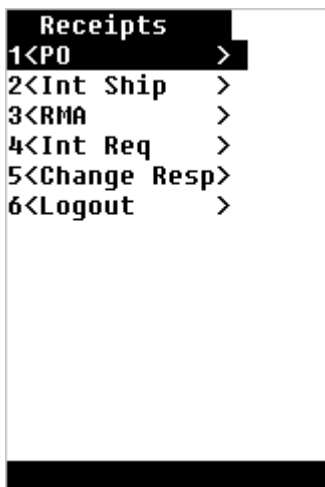 Receipts
1<PO >
2<Int Ship >
3<RMA >
4<Int Req >
5<Change Resp>
6<Logout >